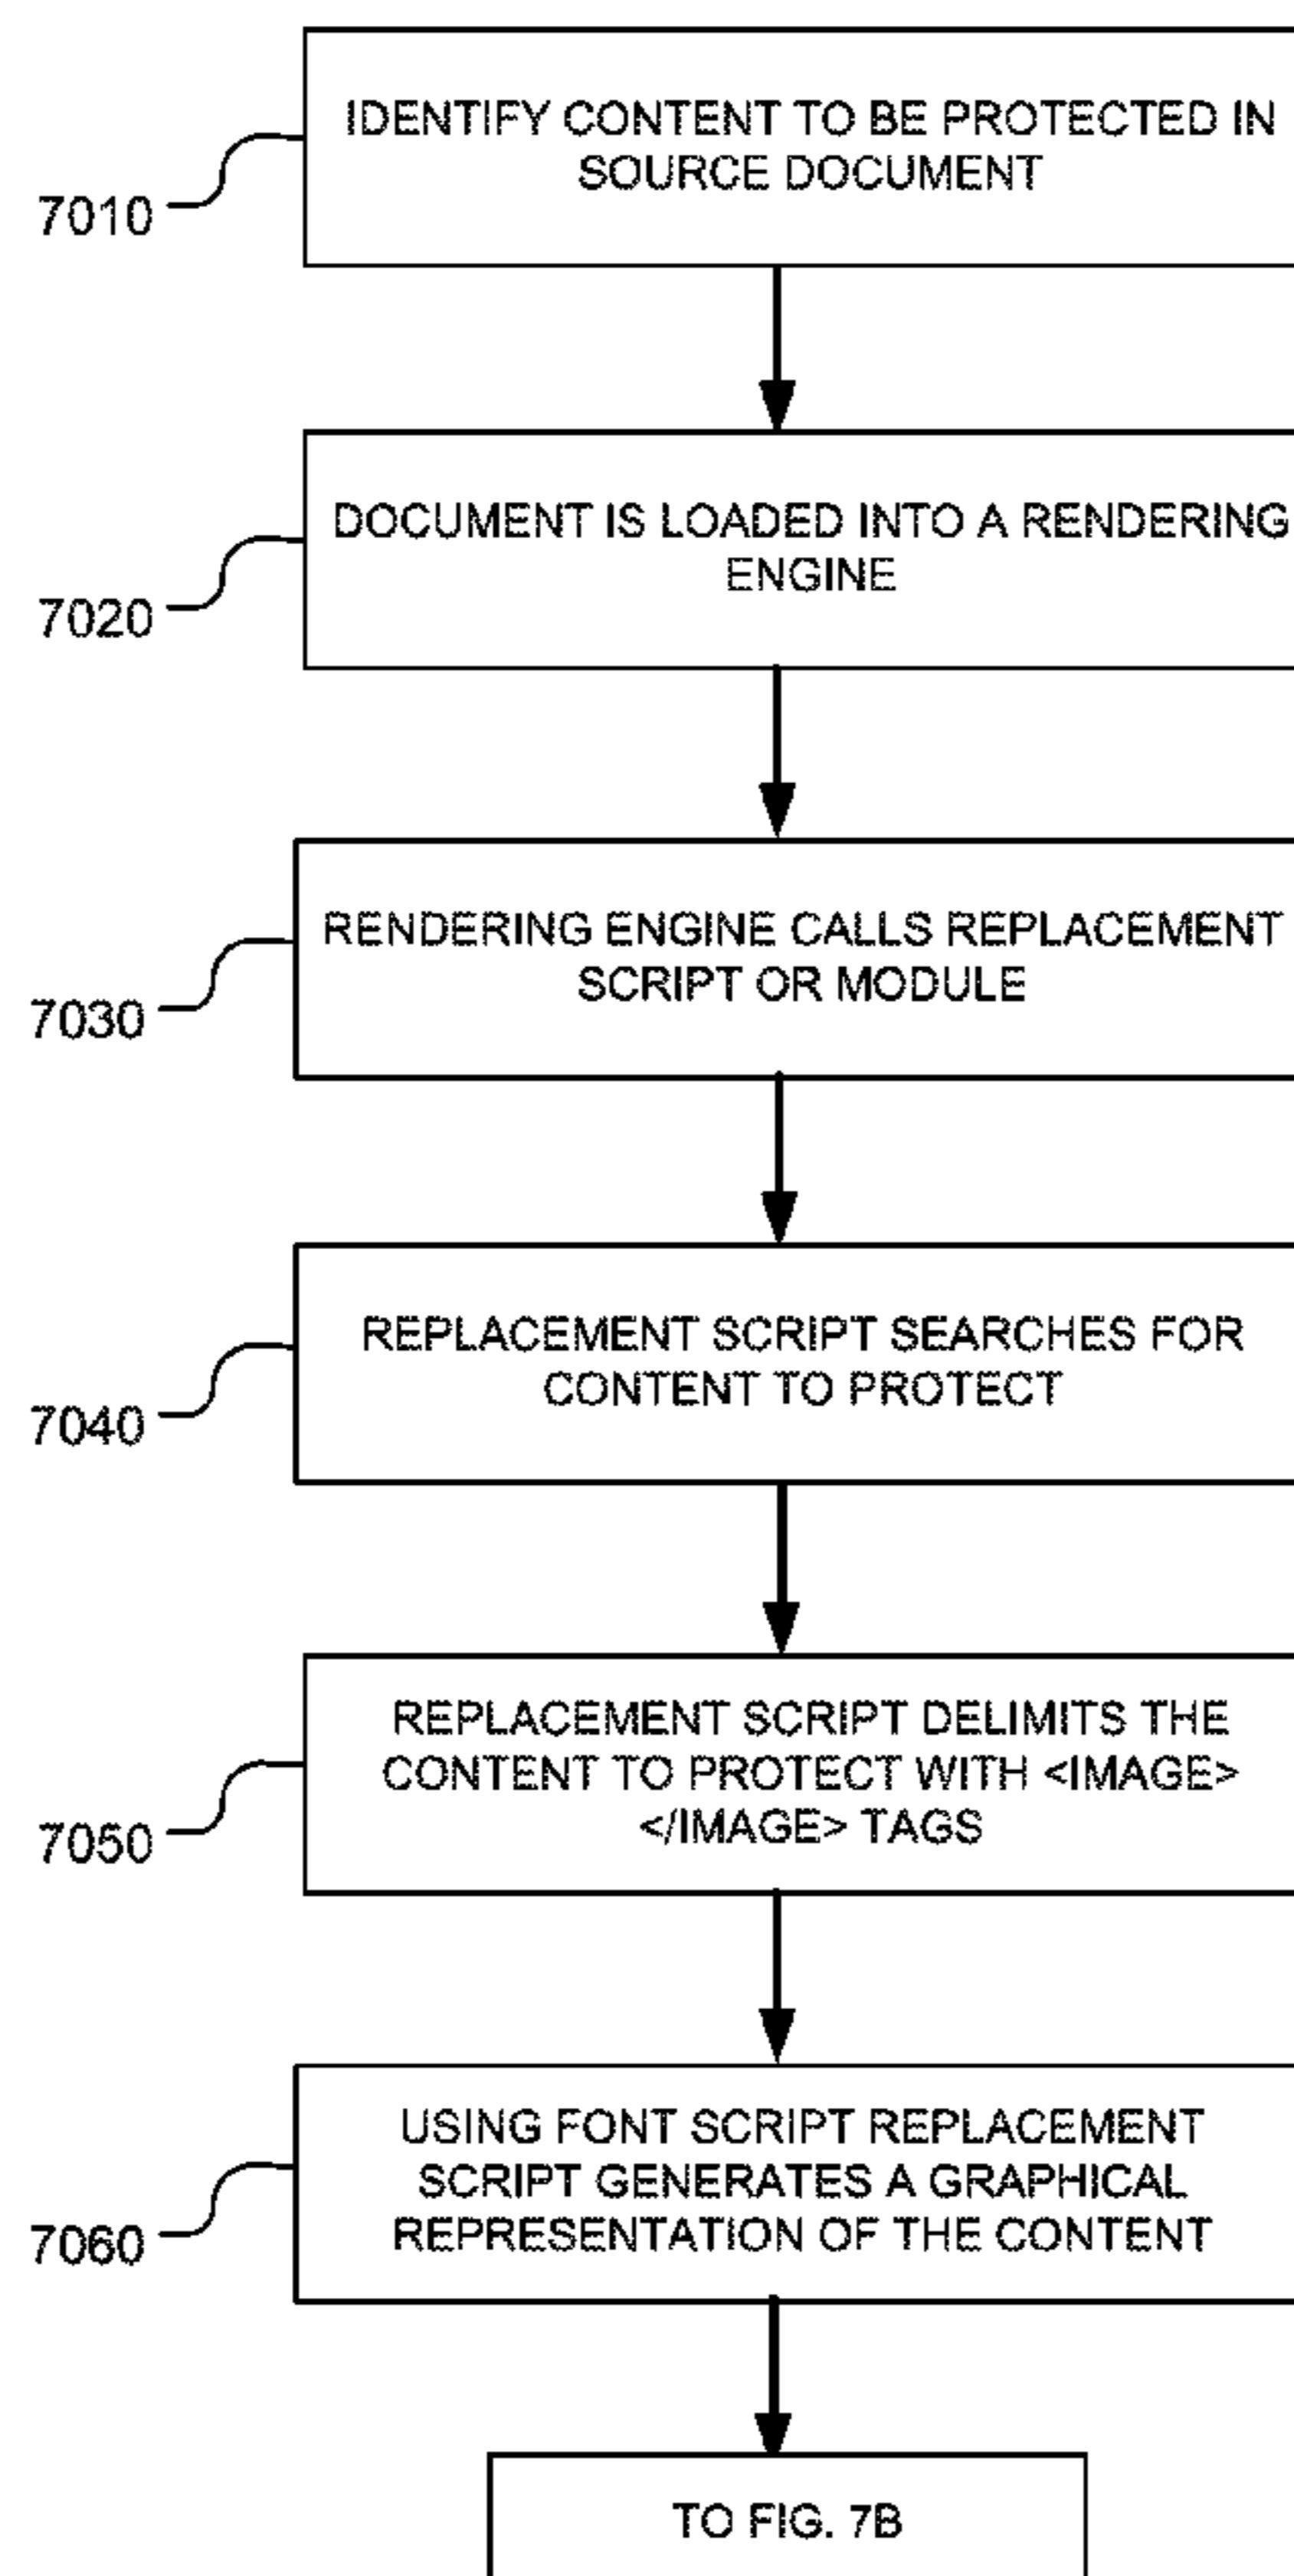 IDENTIFY CONTENT TO BE PROTECTED IN
SOURCE DOCUMENT
7010
DOCUMENT IS LOADED INTO A RENDERING
ENGINE
7020
RENDERING ENGINE CALLS REPLACEMENT
SCRIPT OR MODULE
7030
REPLACEMENT SCRIPT SEARCHES FOR
CONTENT TO PROTECT
7040
REPLACEMENT SCRIPT DELIMITS THE
CONTENT TO PROTECT WITH <IMAGE>
</IMAGE> TAGS
7050
USING FONT SCRIPT REPLACEMENT
SCRIPT GENERATES A GRAPHICAL
REPRESENTATION OF THE CONTENT
7060
TO FIG. 7B